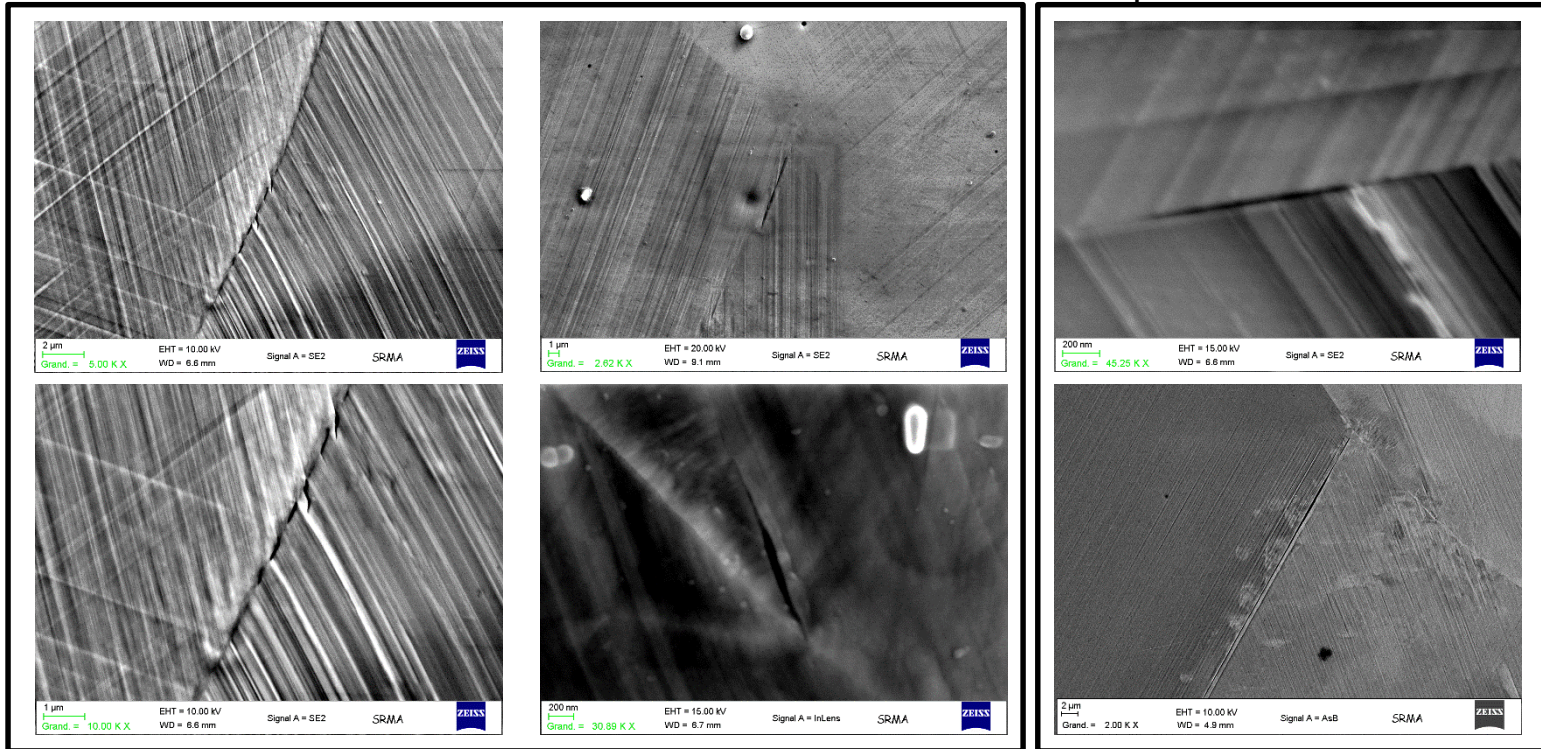 2 µm
EHT = 10.00 kV
Signal A = SE2
SRMA
ZEISS
Grand. = 5.00 K X
WD = 6.6 mm
1 µm
EHT = 20.00 kV
Signal A = SE2
SRMA
ZEISS
Grand. = 2.62 K X
WD = 9.1 mm
200 nm
EHT = 15.00 kV
Signal A = SE2
SRMA
ZEISS
Grand. = 45.25 K X
WD = 6.6 mm
1 µm
EHT = 10.00 kV
Signal A = SE2
SRMA
ZEISS
Grand. = 10.00 K X
WD = 6.6 mm
200 nm
EHT = 15.00 kV
Signal A = InLens
SRMA
ZEISS
Grand. = 30.69 K X
WD = 6.7 mm
2 µm
EHT = 10.00 kV
Signal A = AsB
SRMA
ZEISS
Grand. = 2.00 K X
WD = 4.9 mm